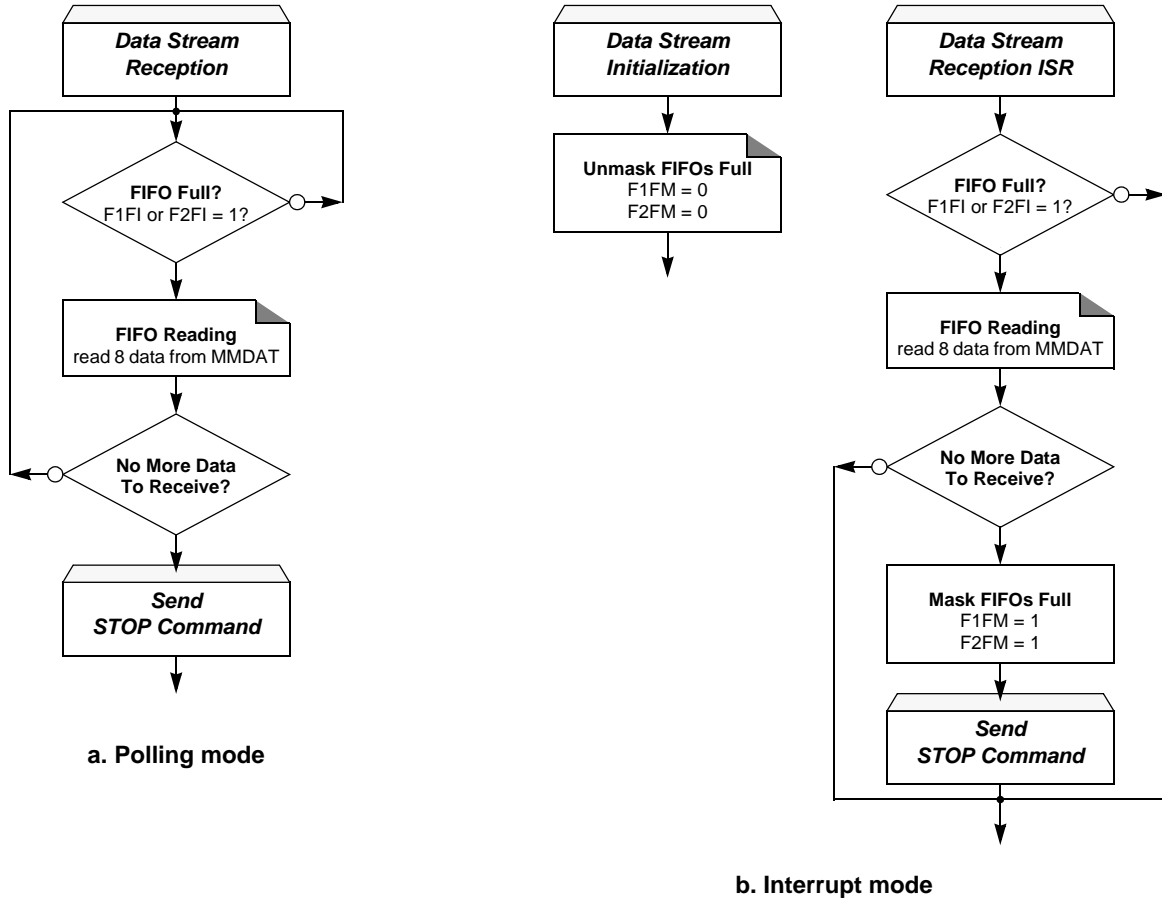 Data Stream
Reception
FIFO Full?
F1FI or F2FI = 1?
FIFO Reading
read 8 data from MMDAT
No More Data
To Receive?
Send
STOP Command
a. Polling mode
Data Stream
Initialization
Unmask FIFOs Full
F1FM = 0
F2FM = 0
Data Stream
Reception ISR
FIFO Full?
F1FI or F2FI = 1?
FIFO Reading
read 8 data from MMDAT
No More Data
To Receive?
Mask FIFOs Full
F1FM = 1
F2FM = 1
Send
STOP Command
b. Interrupt mode